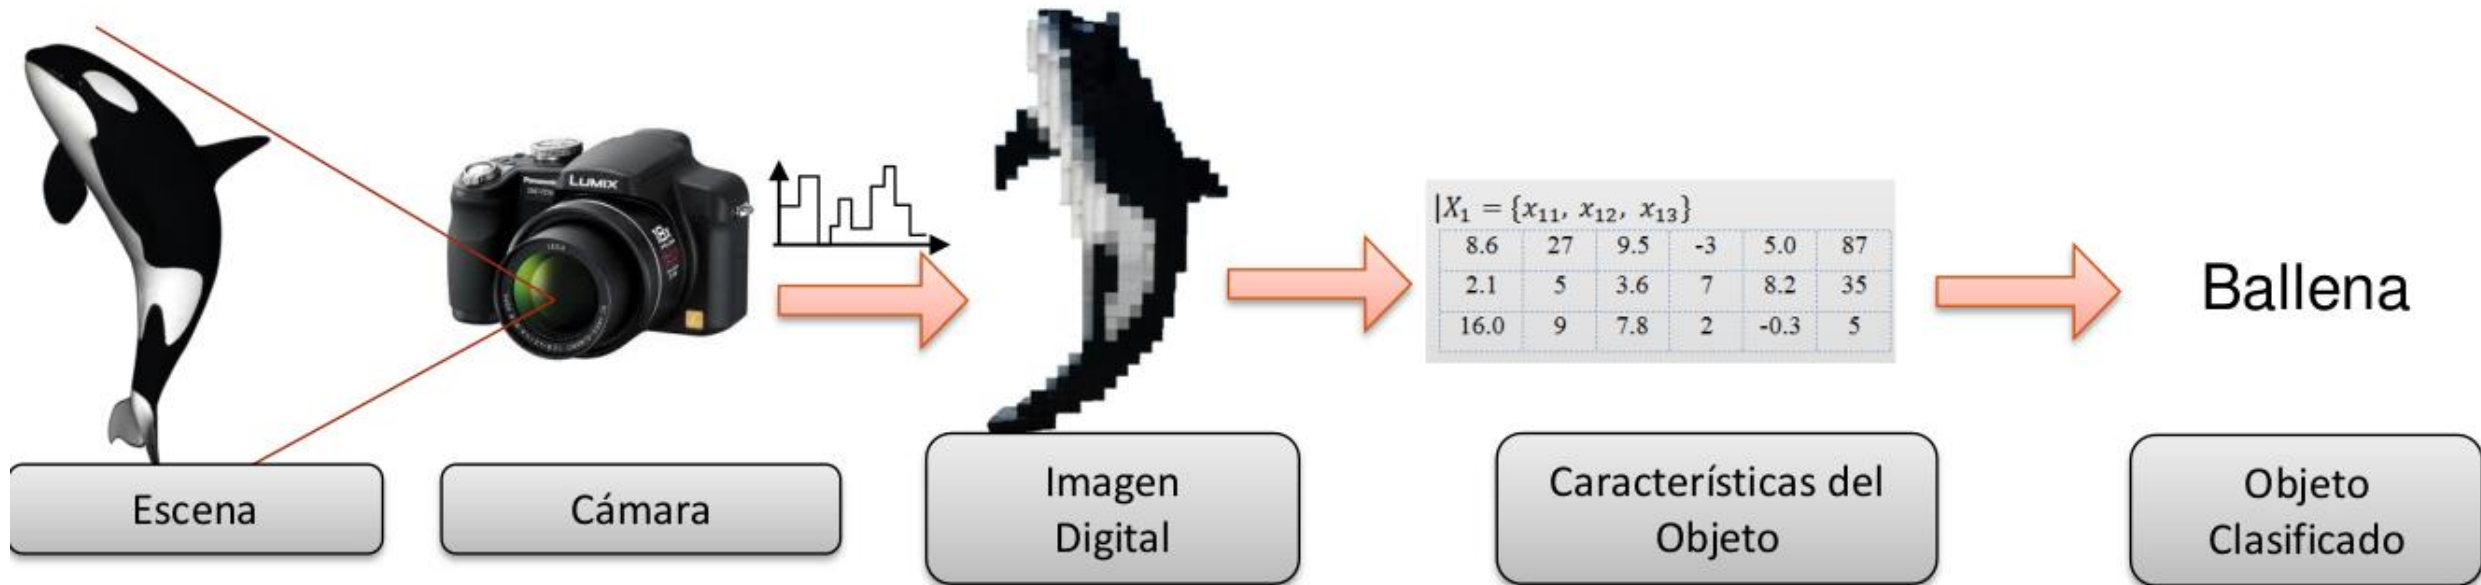 Panasonic
LUMIX
LEICA
|X₁ = {x₁₁, x₁₂, x₁₃}
8.6 27 9.5 -3 5.0 87
2.1 5 3.6 7 8.2 35
16.0 9 7.8 2 -0.3 5
Ballena
Escena
Cámara
Imagen
Digital
Característícas del
Objeto
Objeto
Clasificado